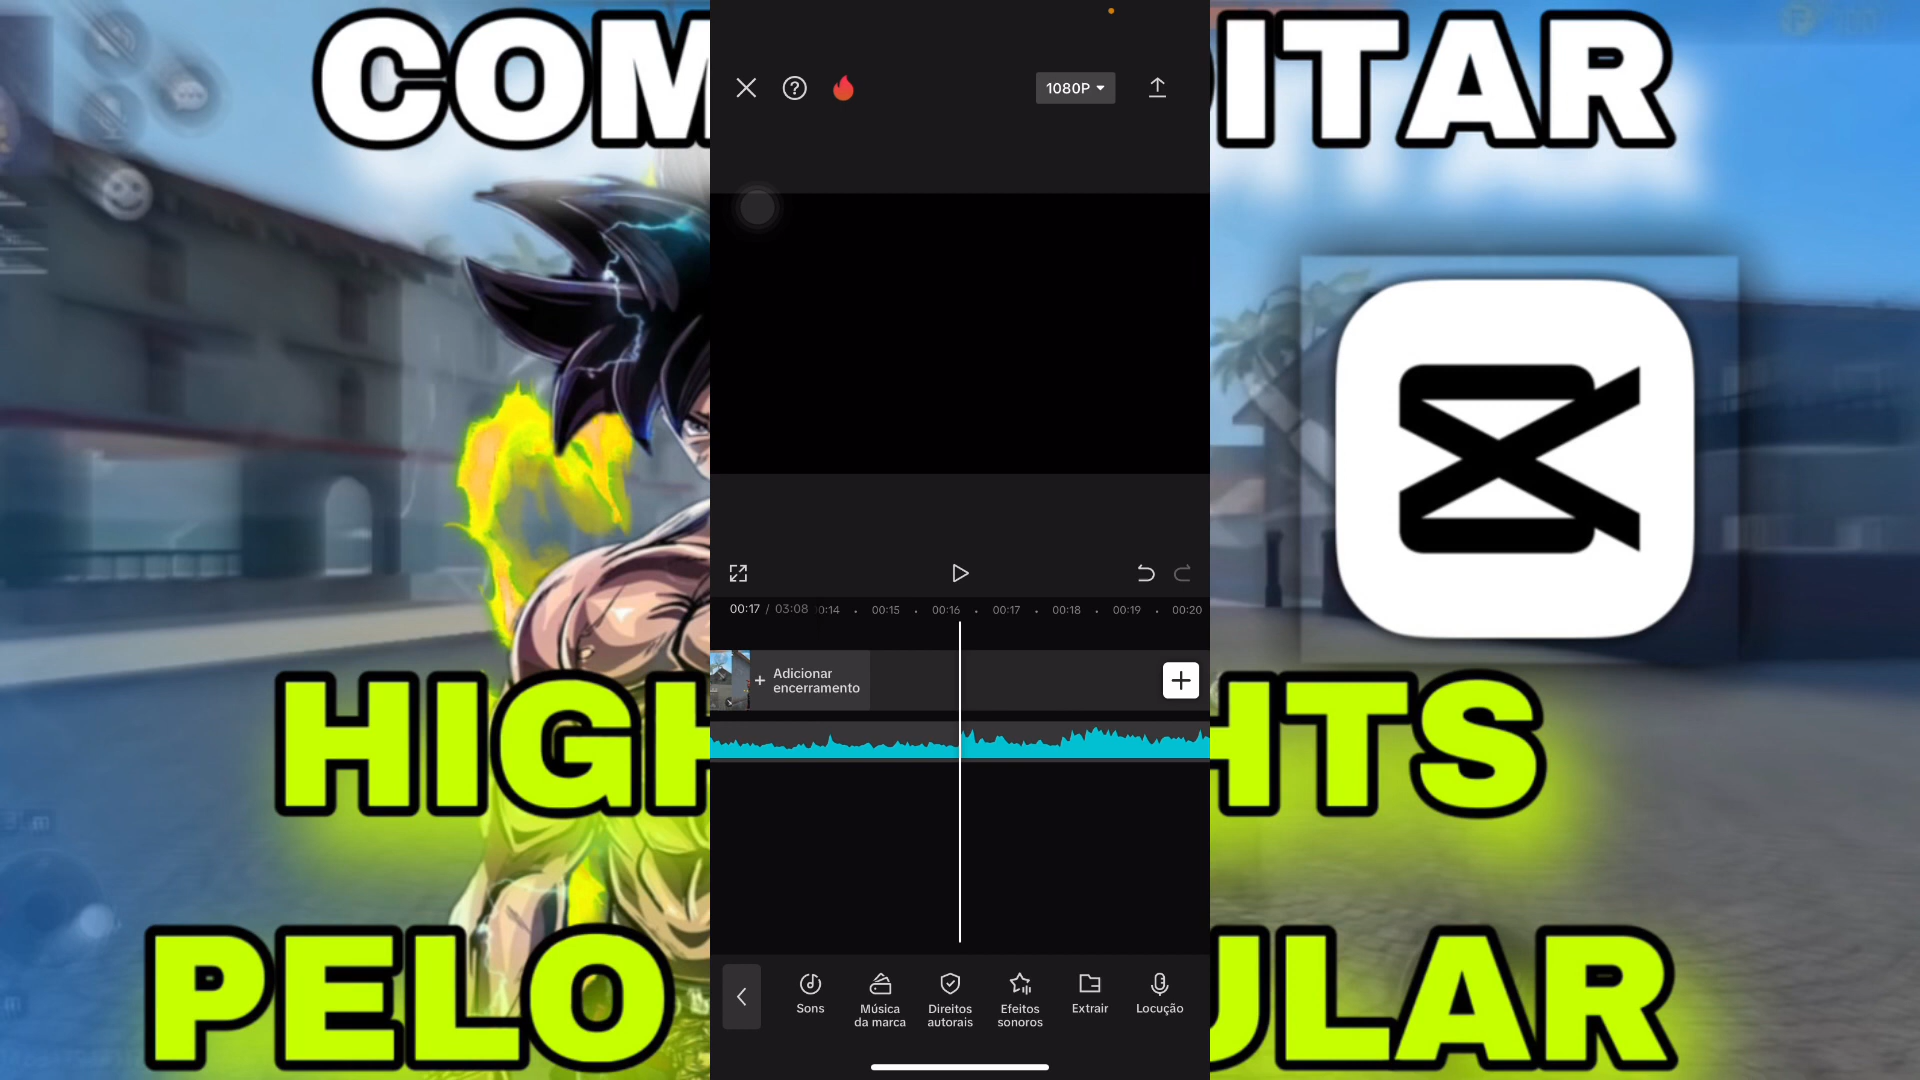 COM
DITAR
1080P
00:17 / 03:08
0:14
00:15
00:16
00:17
00:18
00:19
00:20
+ Adicionar
encerramento
HIGH
HTS
PELO
ULAR
Sons
Música
da marca
Direitos
autorais
Efeitos
sonoros
Extrair
Locução